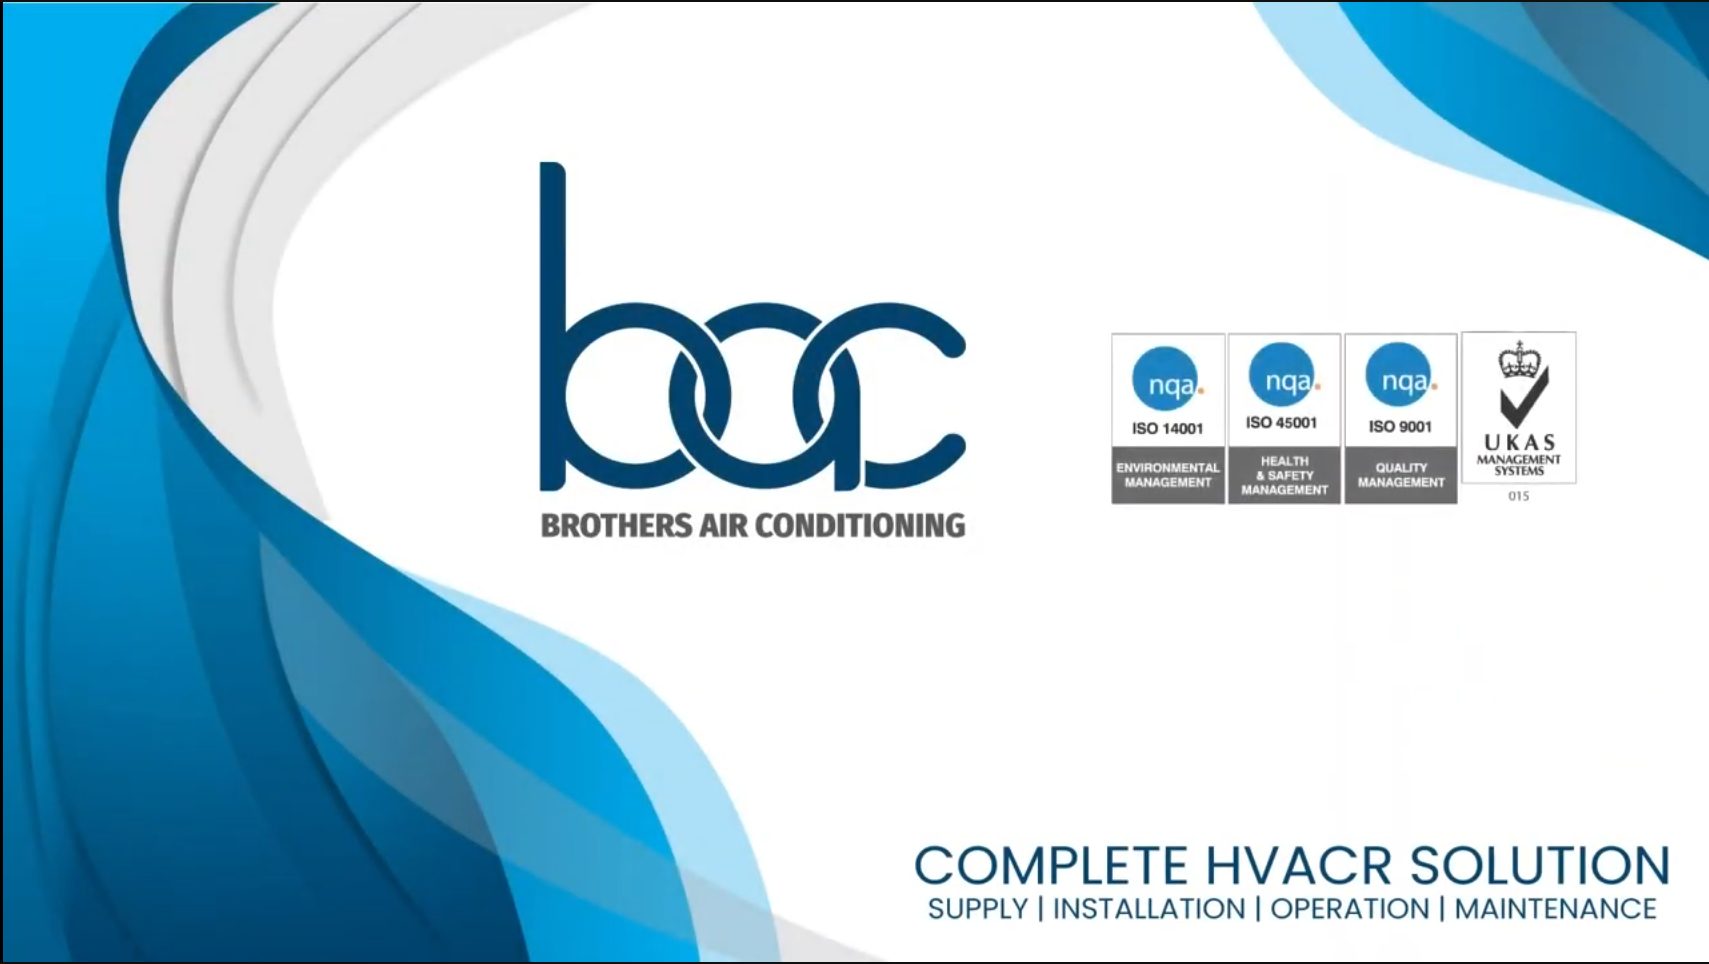 bac
BROTHERS AIR CONDITIONING
nqa.
ISO 14001
ENVIRONMENTAL
MANAGEMENT
nqa.
ISO 45001
HEALTH
& SAFETY
MANAGEMENT
nqa.
ISO 9001
QUALITY
MANAGEMENT
UKAS
MANAGEMENT
SYSTEMS
015
COMPLETE HVACR SOLUTION
SUPPLY | INSTALLATION | OPERATION | MAINTENANCE